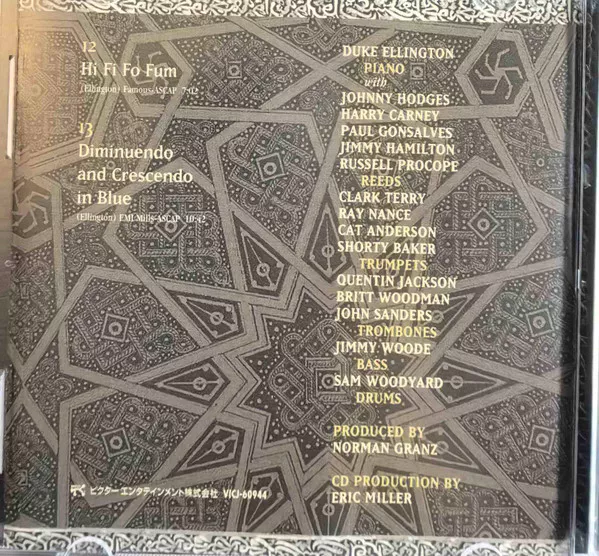 12
Hi Fi Fo Fum
(Ellington) Famous-ASCAP 7:12
13
Diminuendo
and Crescendo
in Blue
(Ellington) EMI Mills-ASCAP 10:42
DUKE ELLINGTON
PIANO
with
JOHNNY HODGES
HARRY CARNEY
PAUL GONSALVES
JIMMY HAMILTON
RUSSELL PROCOPE
REEDS
CLARK TERRY
RAY NANCE
CAT ANDERSON
SHORTY BAKER
TRUMPETS
QUENTIN JACKSON
BRITT WOODMAN
JOHN SANDERS
TROMBONES
JIMMY WOODE
BASS
SAM WOODYARD
DRUMS
PRODUCED BY
NORMAN GRANZ
CD PRODUCTION BY
ERIC MILLER
ビクターエンタテインメント株式会社 VICJ-60944